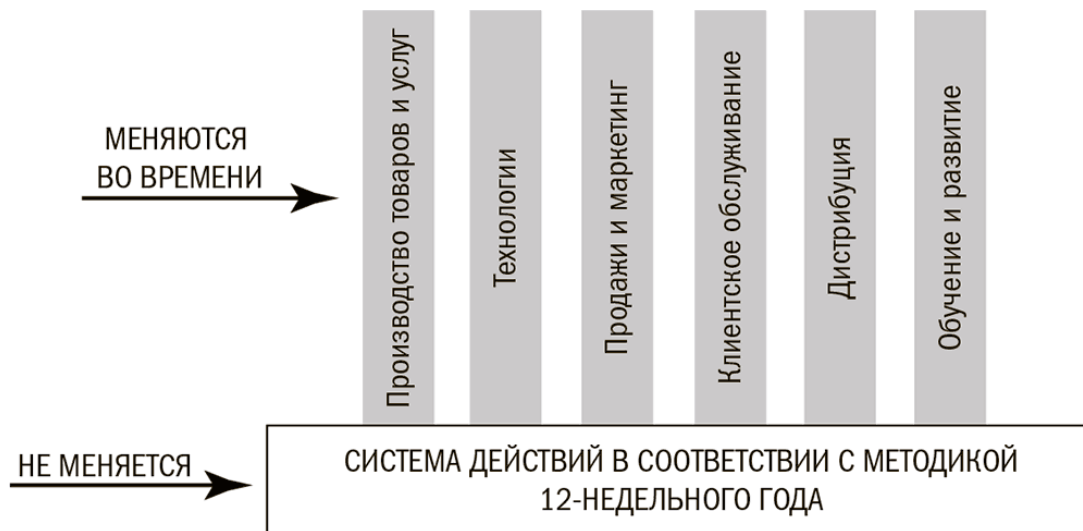 МЕНЯЮТСЯ
ВО ВРЕМЕНИ
Производство товаров и услуг
Технологии
Продажи и маркетинг
Клиентское обслуживание
Дистрибуция
Обучение и развитие
НЕ МЕНЯЕТСЯ
СИСТЕМА ДЕЙСТВИЙ В СООТВЕТСТВИИ С МЕТОДИКОЙ
12-НЕДЕЛЬНОГО ГОДА